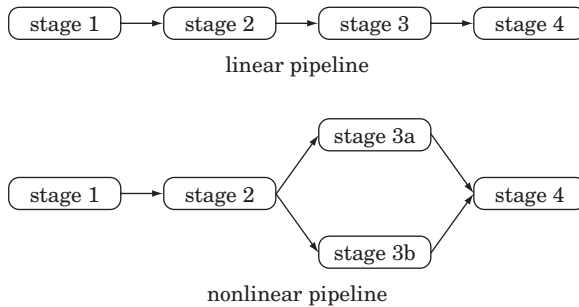 stage 1 stage 2 stage 3 stage 4
linear pipeline
stage 3a
stage 1 stage 2 stage 4
stage 3b
nonlinear pipeline